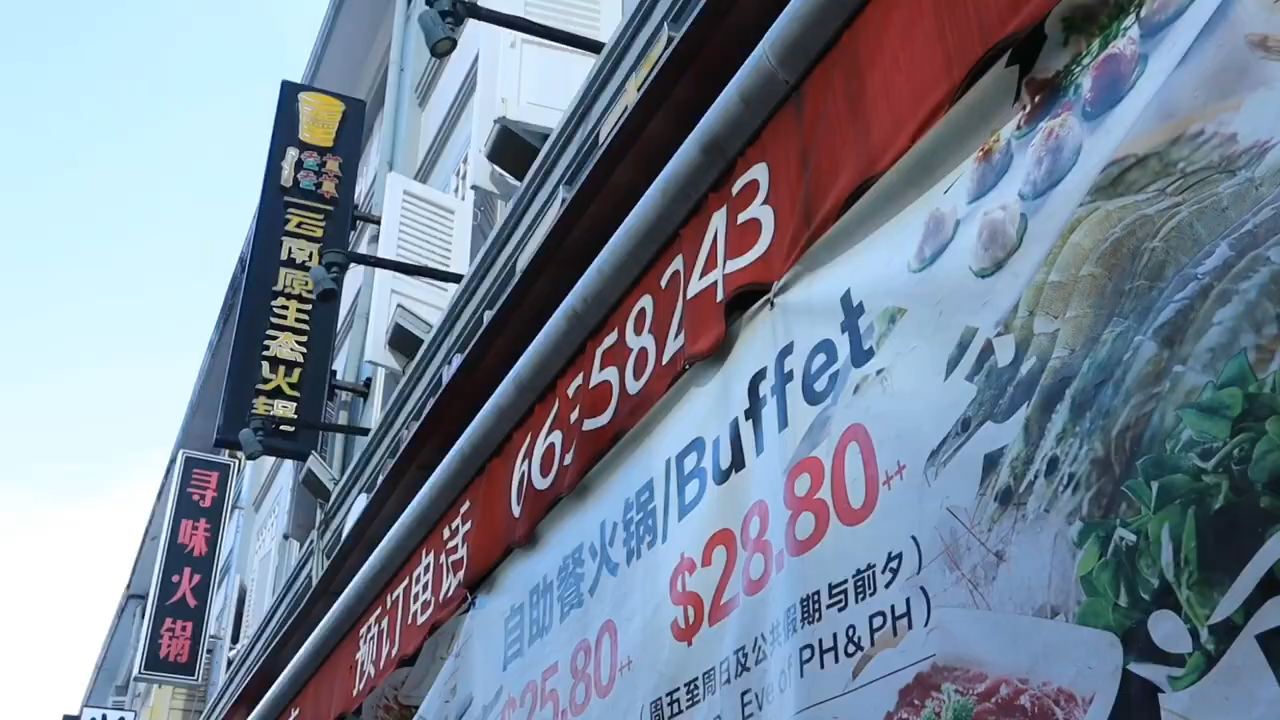 云南原生态火锅
寻味火锅
预订电话
自助餐火锅/Buffet
$28.80++
$25.80++
(周五至周日及公共假期与前夕)
Eve of PH&PH)